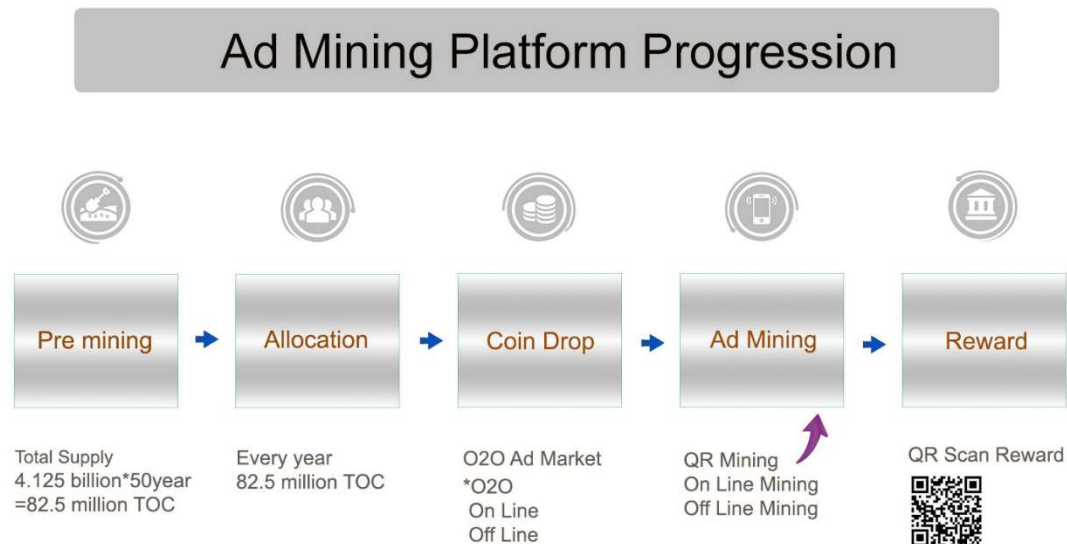 Ad Mining Platform Progression
Pre mining
Allocation
Coin Drop
Ad Mining
Reward
Total Supply
4.125 billion*50year
=82.5 million TOC
Every year
82.5 million TOC
O2O Ad Market
*O2O
On Line
Off Line
QR Mining
On Line Mining
Off Line Mining
QR Scan Reward